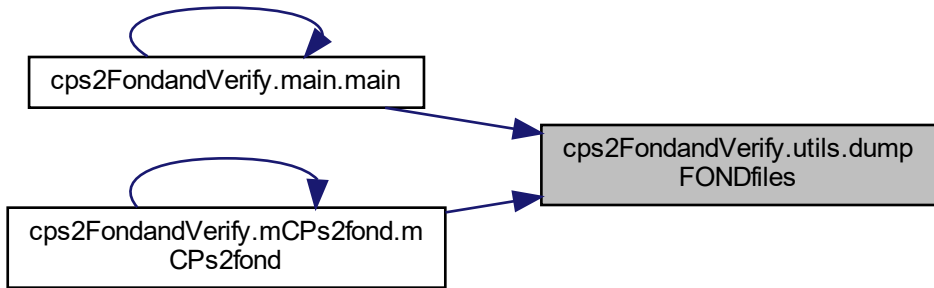 cps2FondandVerify.main.main
cps2FondandVerify.utils.dump
FONDfiles
cps2FondandVerify.mCPs2fond.m
CPs2fond